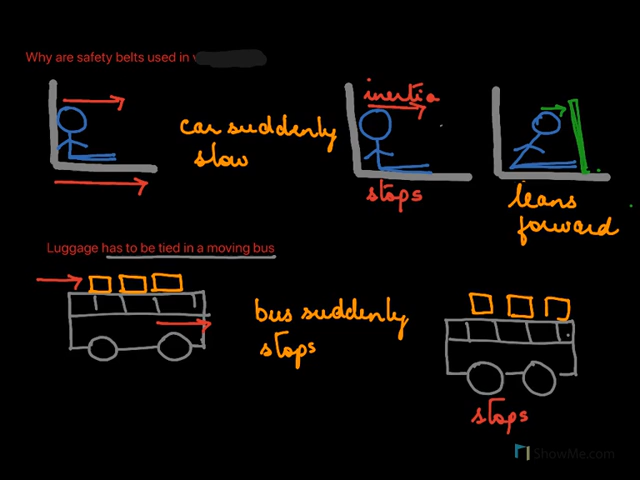 Why are safety belts used in
inertia
car suddenly
slow
stops
leans
forward
Luggage has to be tied in a moving bus
bus suddenly
stops
stops
ShowMe.com